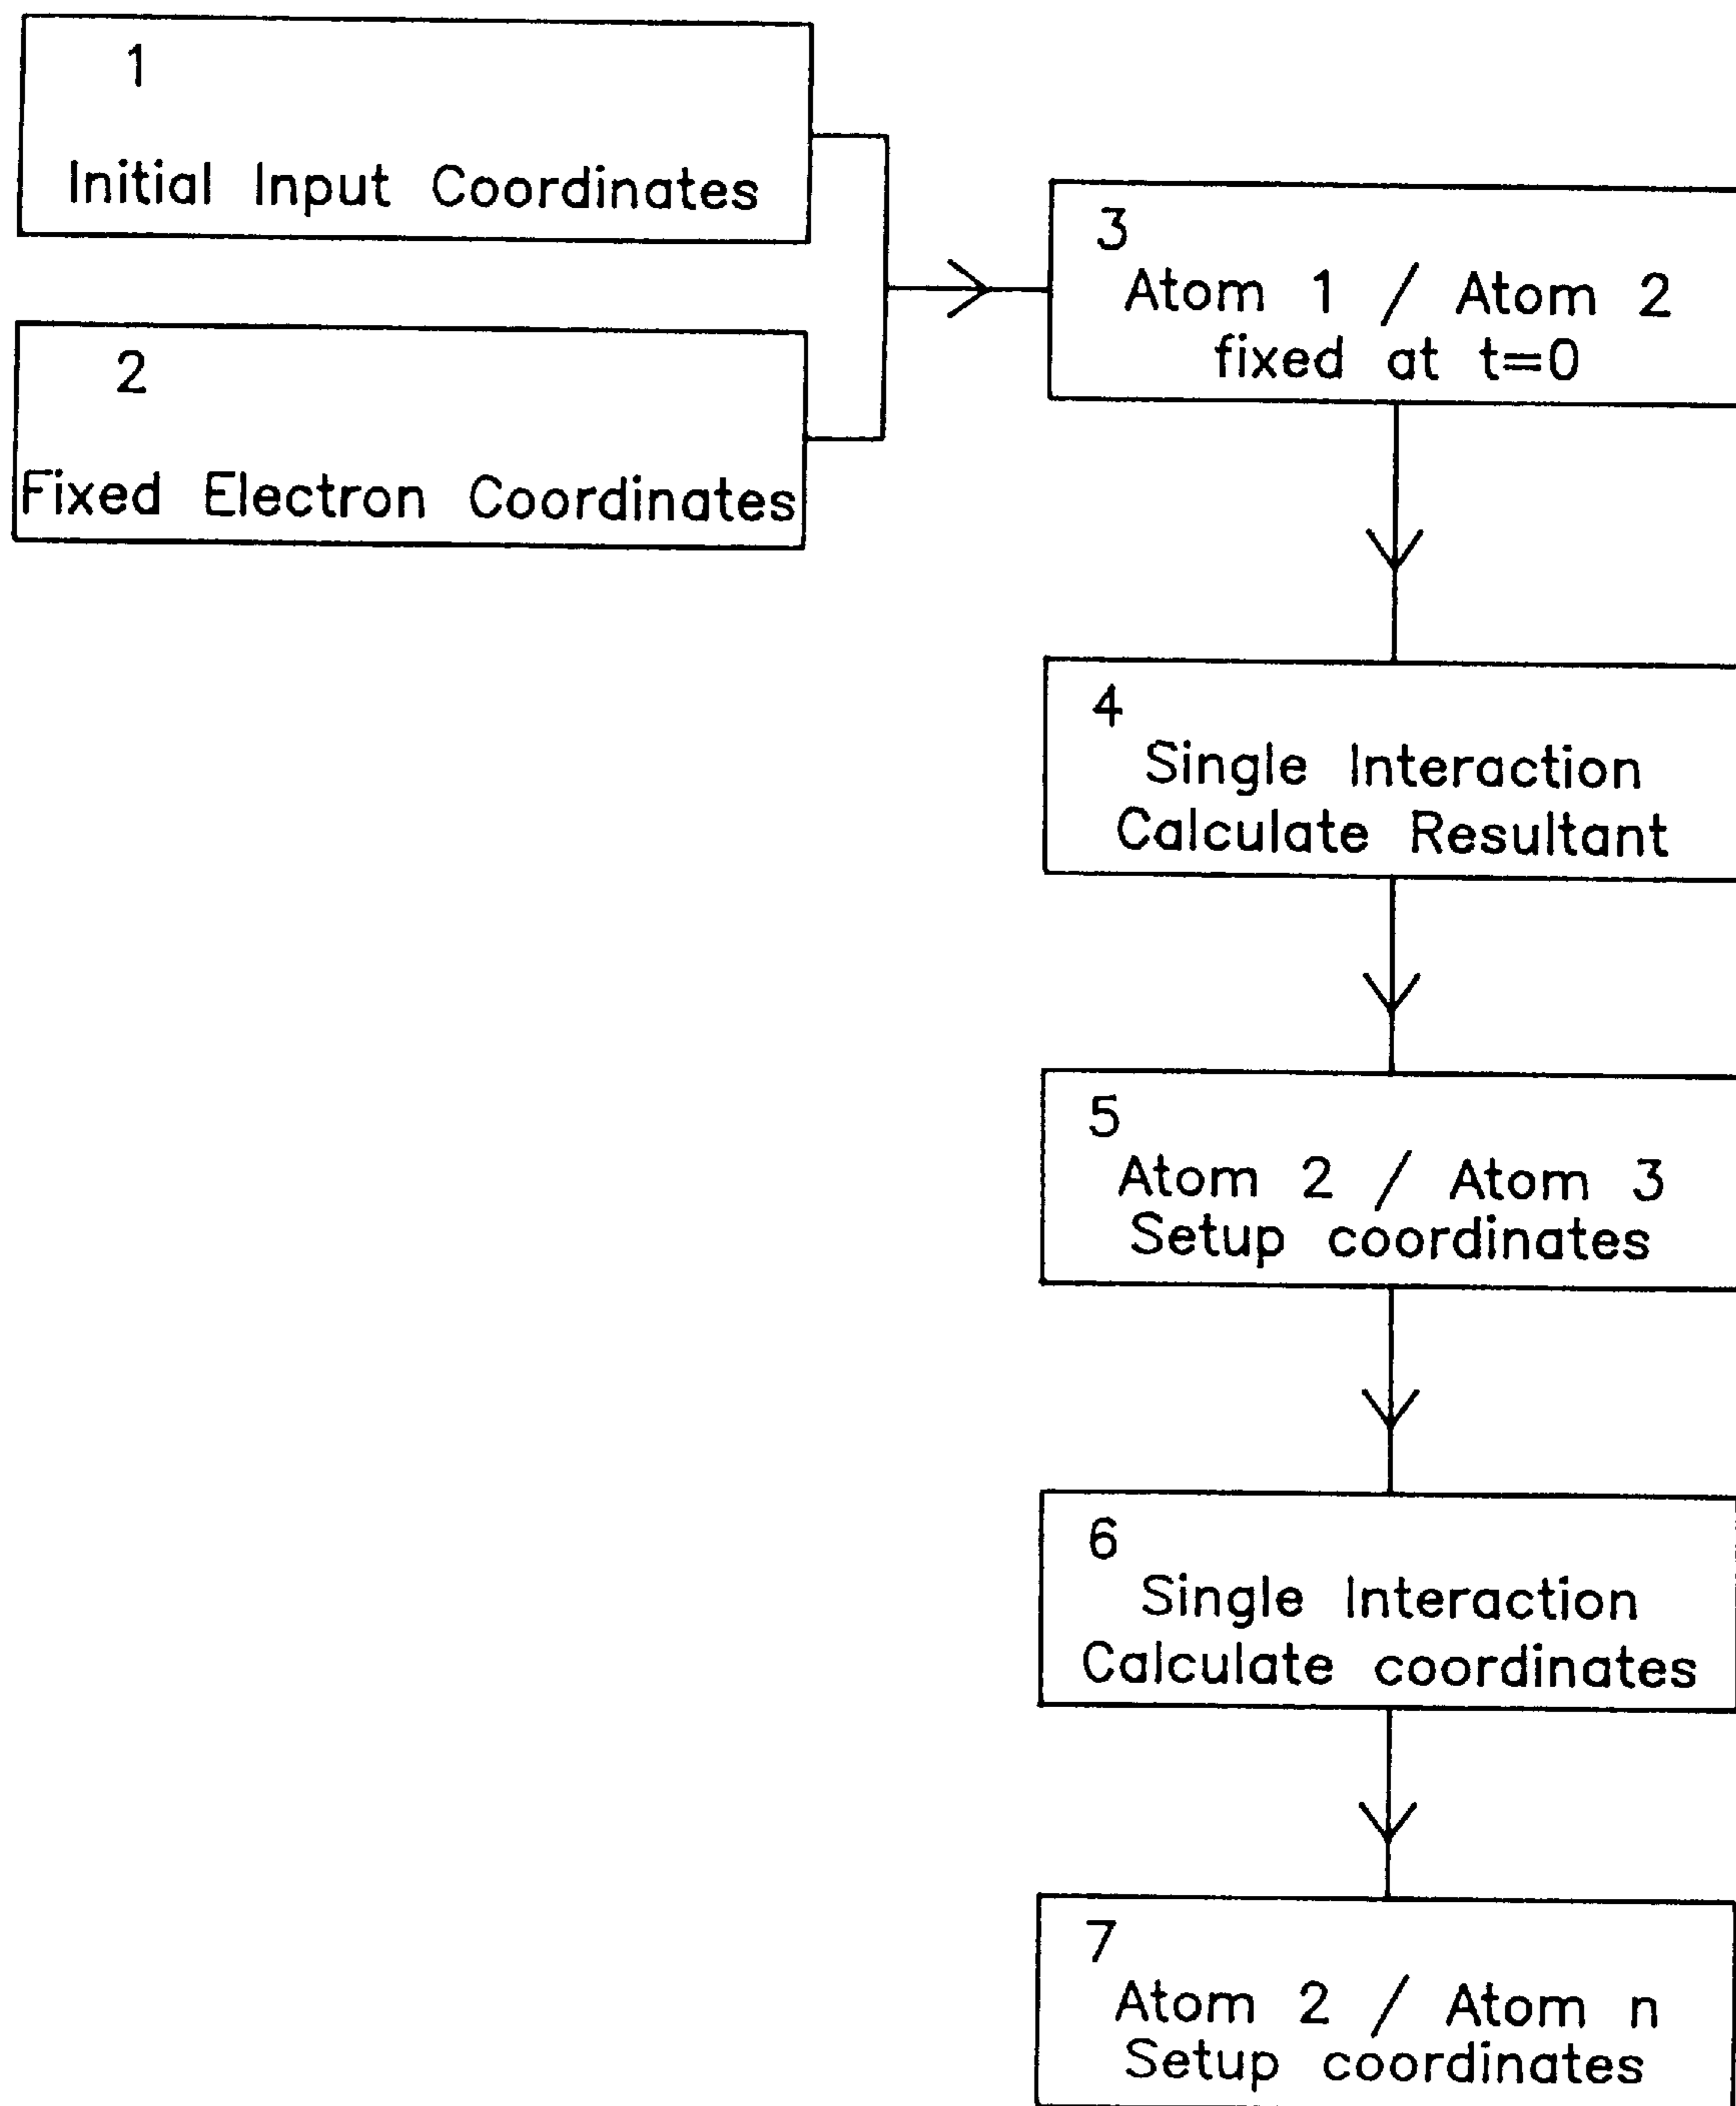 1
Initial Input Coordinates
2
Fixed Electron Coordinates
3
Atom 1 / Atom 2
fixed at t=0
4
Single Interaction
Calculate Resultant
5
Atom 2 / Atom 3
Setup coordinates
6
Single Interaction
Calculate coordinates
7
Atom 2 / Atom n
Setup coordinates